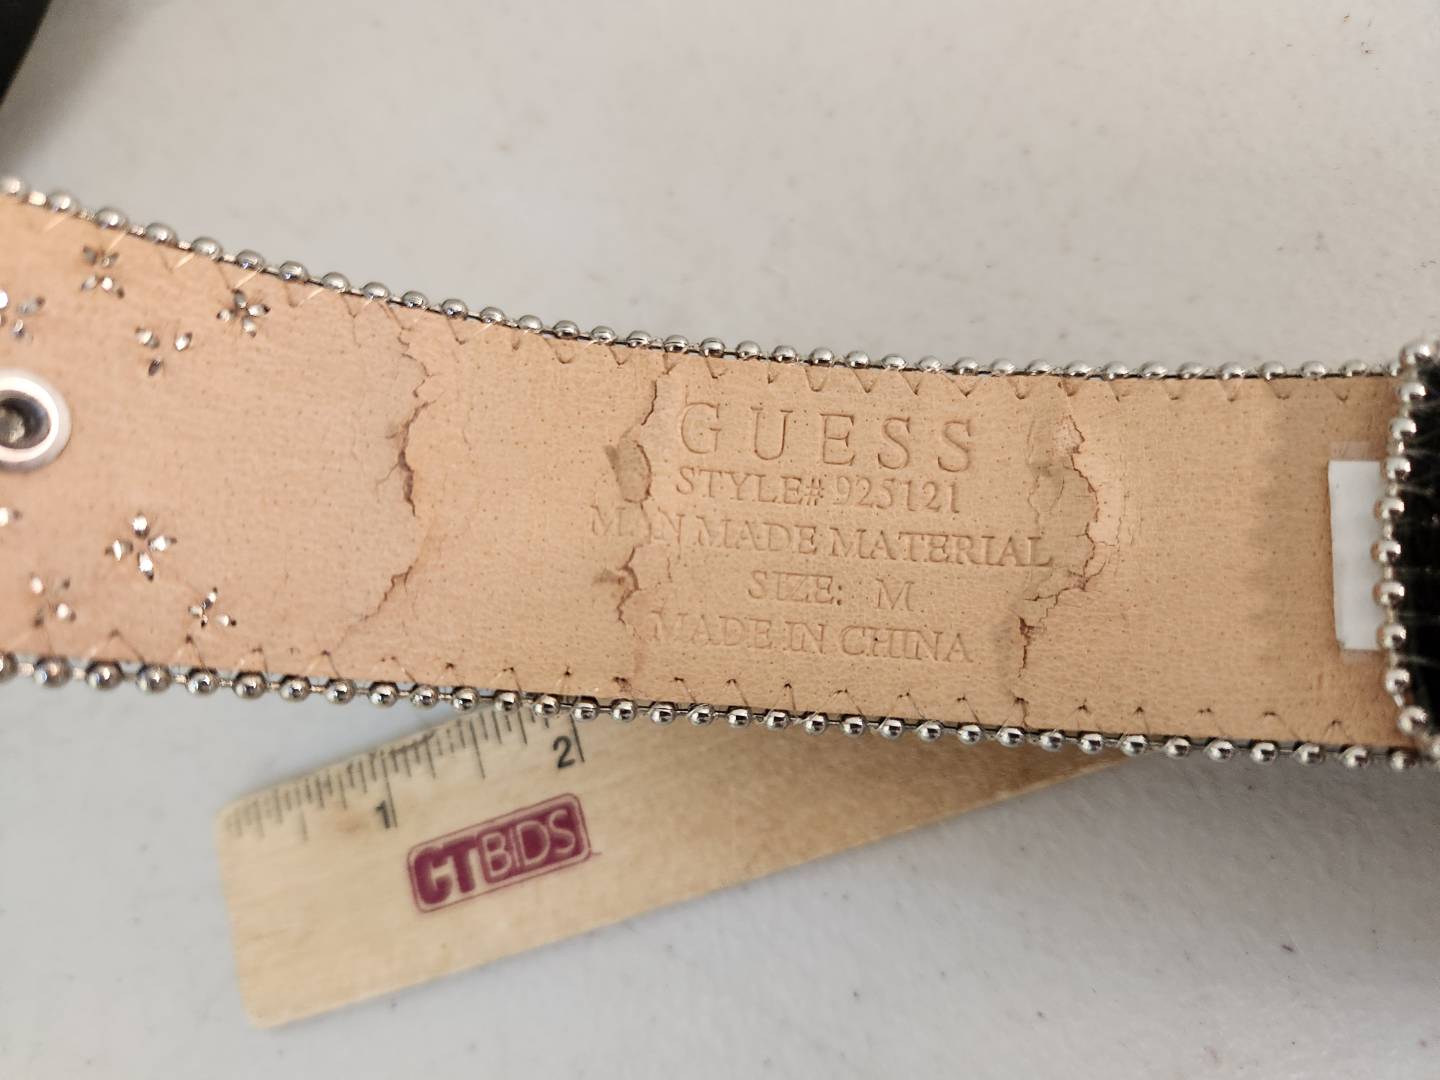 GUESS
STYLE# 925121
MAN MADE MATERIAL
SIZE: M
MADE IN CHINA
1 2
CTBIDS